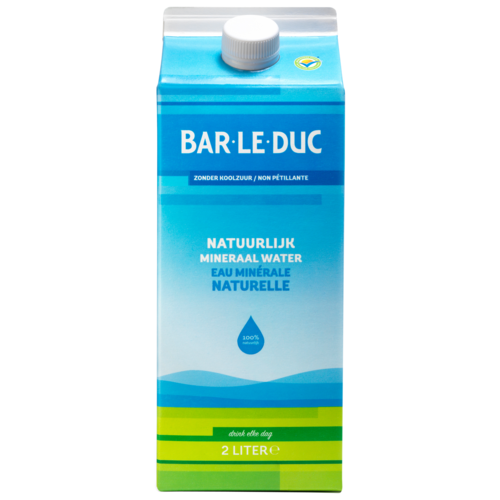 BAR·LE·DUC
ZONDER KOOLZUUR / NON PÉTILLANTE
NATUURLIJK
MINERAAL WATER
EAU MINÉRALE
NATURELLE
100%
natuurlijk
drink elke dag
2 LITER ℮